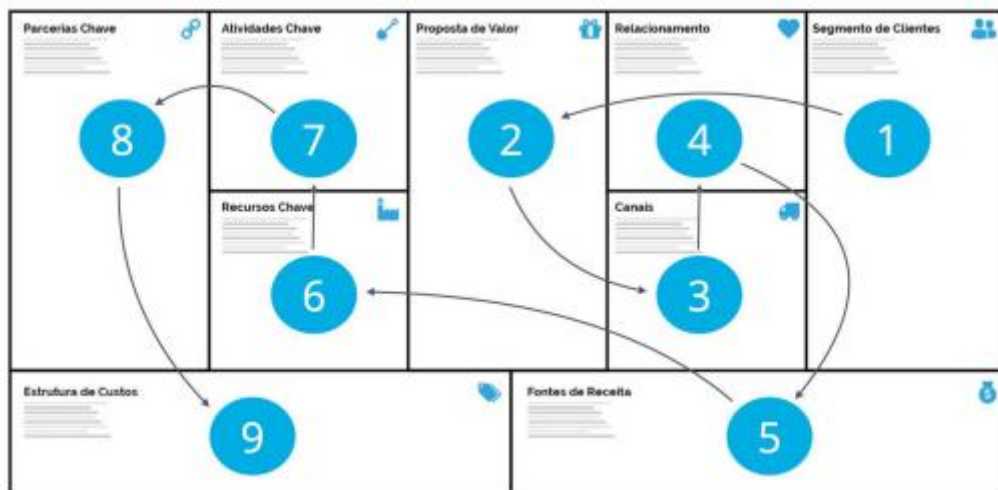 Parcerias Chave
Atividades Chave
Proposta de Valor
Relacionamento
Segmento de Clientes
8
7
2
4
1
Recursos Chave
Canais
6
3
Estrutura de Custos
Fontes de Receita
9
5
$